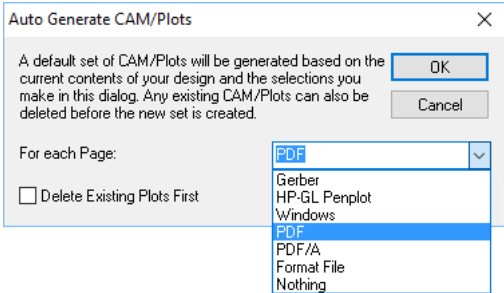 Auto Generate CAM/Plots
A default set of CAM/Plots will be generated based on the
current contents of your design and the selections you
make in this dialog. Any existing CAM/Plots can also be
deleted before the new set is created.
OK
Cancel
For each Page:
PDF
Delete Existing Plots First
Gerber
HP-GL Penplot
Windows
PDF
PDF/A
Format File
Nothing